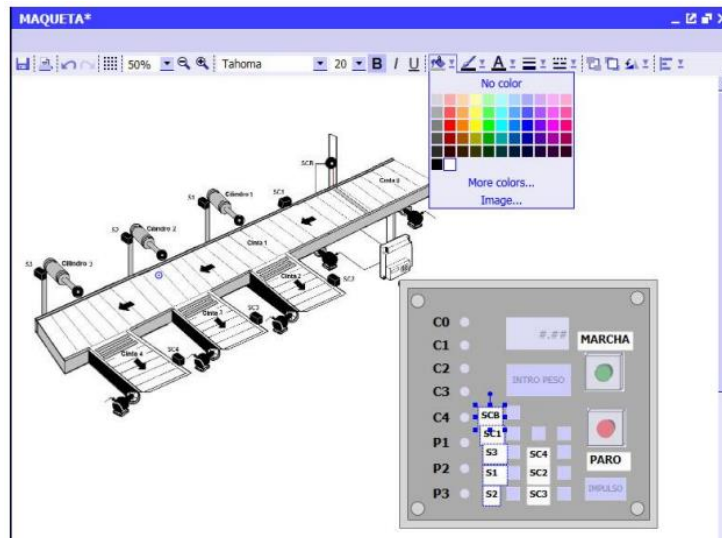 MAQUETA*
50% Tahoma 20 B I U A
No color
More colors...
Image...
SCB
S1
Cilindro 1
SC1
Cinta 0
S2
Cilindro 2
S3
Cilindro 3
Cinta 1
Cinta 2
SC2
Cinta 3
SC3
Cinta 4
SC4
C0
C1
C2
C3
C4
P1
P2
P3
#.##
MARCHA
INTRO PESO
SCB
SC1
S3
SC4
S1
SC2
S2
SC3
PARO
IMPULSO